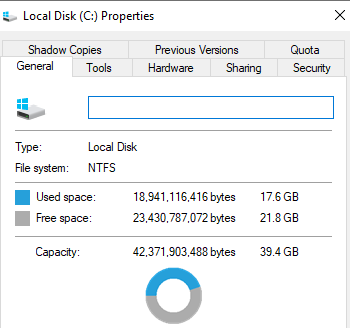 Local Disk (C:) Properties
Shadow Copies Previous Versions Quota
General Tools Hardware Sharing Security
Type: Local Disk
File system: NTFS
Used space: 18,941,116,416 bytes 17.6 GB
Free space: 23,430,787,072 bytes 21.8 GB
Capacity: 42,371,903,488 bytes 39.4 GB